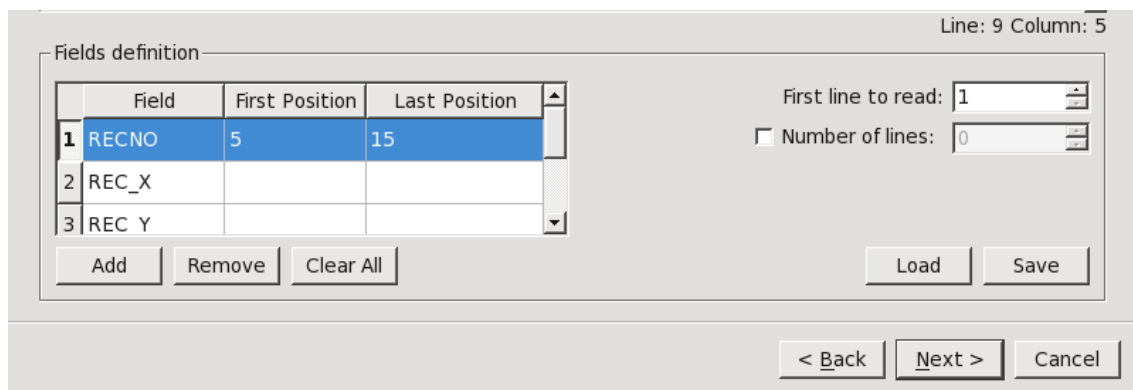 Line: 9 Column: 5
Fields definition
Field First Position Last Position
1 RECNO 5 15
2 REC_X
3 REC_Y
First line to read: 1
Number of lines: 0
Add Remove Clear All Load Save
< Back Next > Cancel